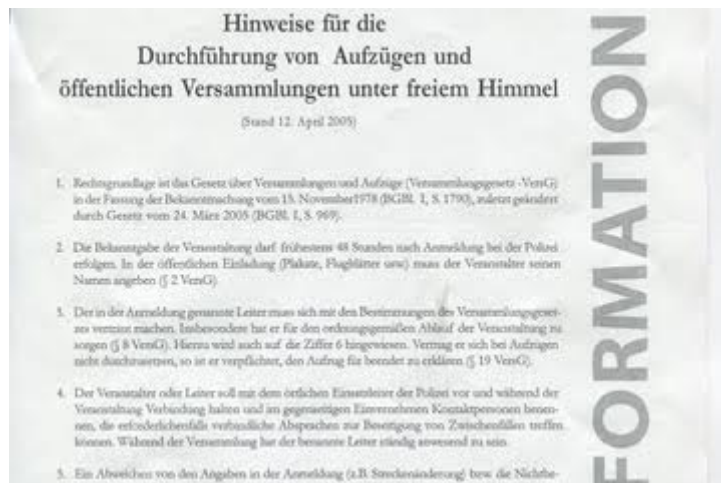 Hinweise für die
Durchführung von Aufzügen und
öffentlichen Versammlungen unter freiem Himmel
(Stand 12. April 2005)
1. Rechtsgrundlage ist das Gesetz über Versammlungen und Aufzüge (Versammlungsgesetz -VersG)
in der Fassung der Bekanntmachung vom 15. November1978 (BGBl. I, S. 1790), zuletzt geändert
durch Gesetz vom 24. März 2005 (BGBl. I, S. 969).
2. Die Bekanntgabe der Veranstaltung darf frühestens 48 Stunden nach Anmeldung bei der Polizei
erfolgen. In der öffentlichen Einladung (Plakate, Flugblätter usw) muss der Veranstalter seinen
Namen angeben (§ 2 VersG)
3. Der in der Anmeldung genannte Leiter muss sich mit den Bestimmungen des Versammlungsgeset-
zes vertraut machen. Insbesondere hat er für den ordnungsgemäßen Ablauf der Veranstaltung zu
sorgen (§ 8 VersG). Hierzu wird auch auf die Ziffer 6 hingewiesen. Vermag er sich bei Aufzügen
nicht durchzusetzen, so ist er verpflichtet, den Aufzug für beendet zu erklären (§ 19 VersG).
4. Der Veranstalter oder Leiter soll mit dem örtlichen Einsatzleiter der Polizei vor und während der
Veranstaltung Verbindung halten und im gegenseitigen Einvernehmen Kontaktpersonen benen-
nen, die erforderlichenfalls verbindliche Absprachen zur Beseitigung von Zwischenfällen treffen
können. Während der Versammlung hat der benannte Leiter ständig anwesend zu sein.
5. Ein Abweichen von den Angaben in der Anmeldung (z.B. Streckenänderung) bzw. die Nichtbe-
FORMATION